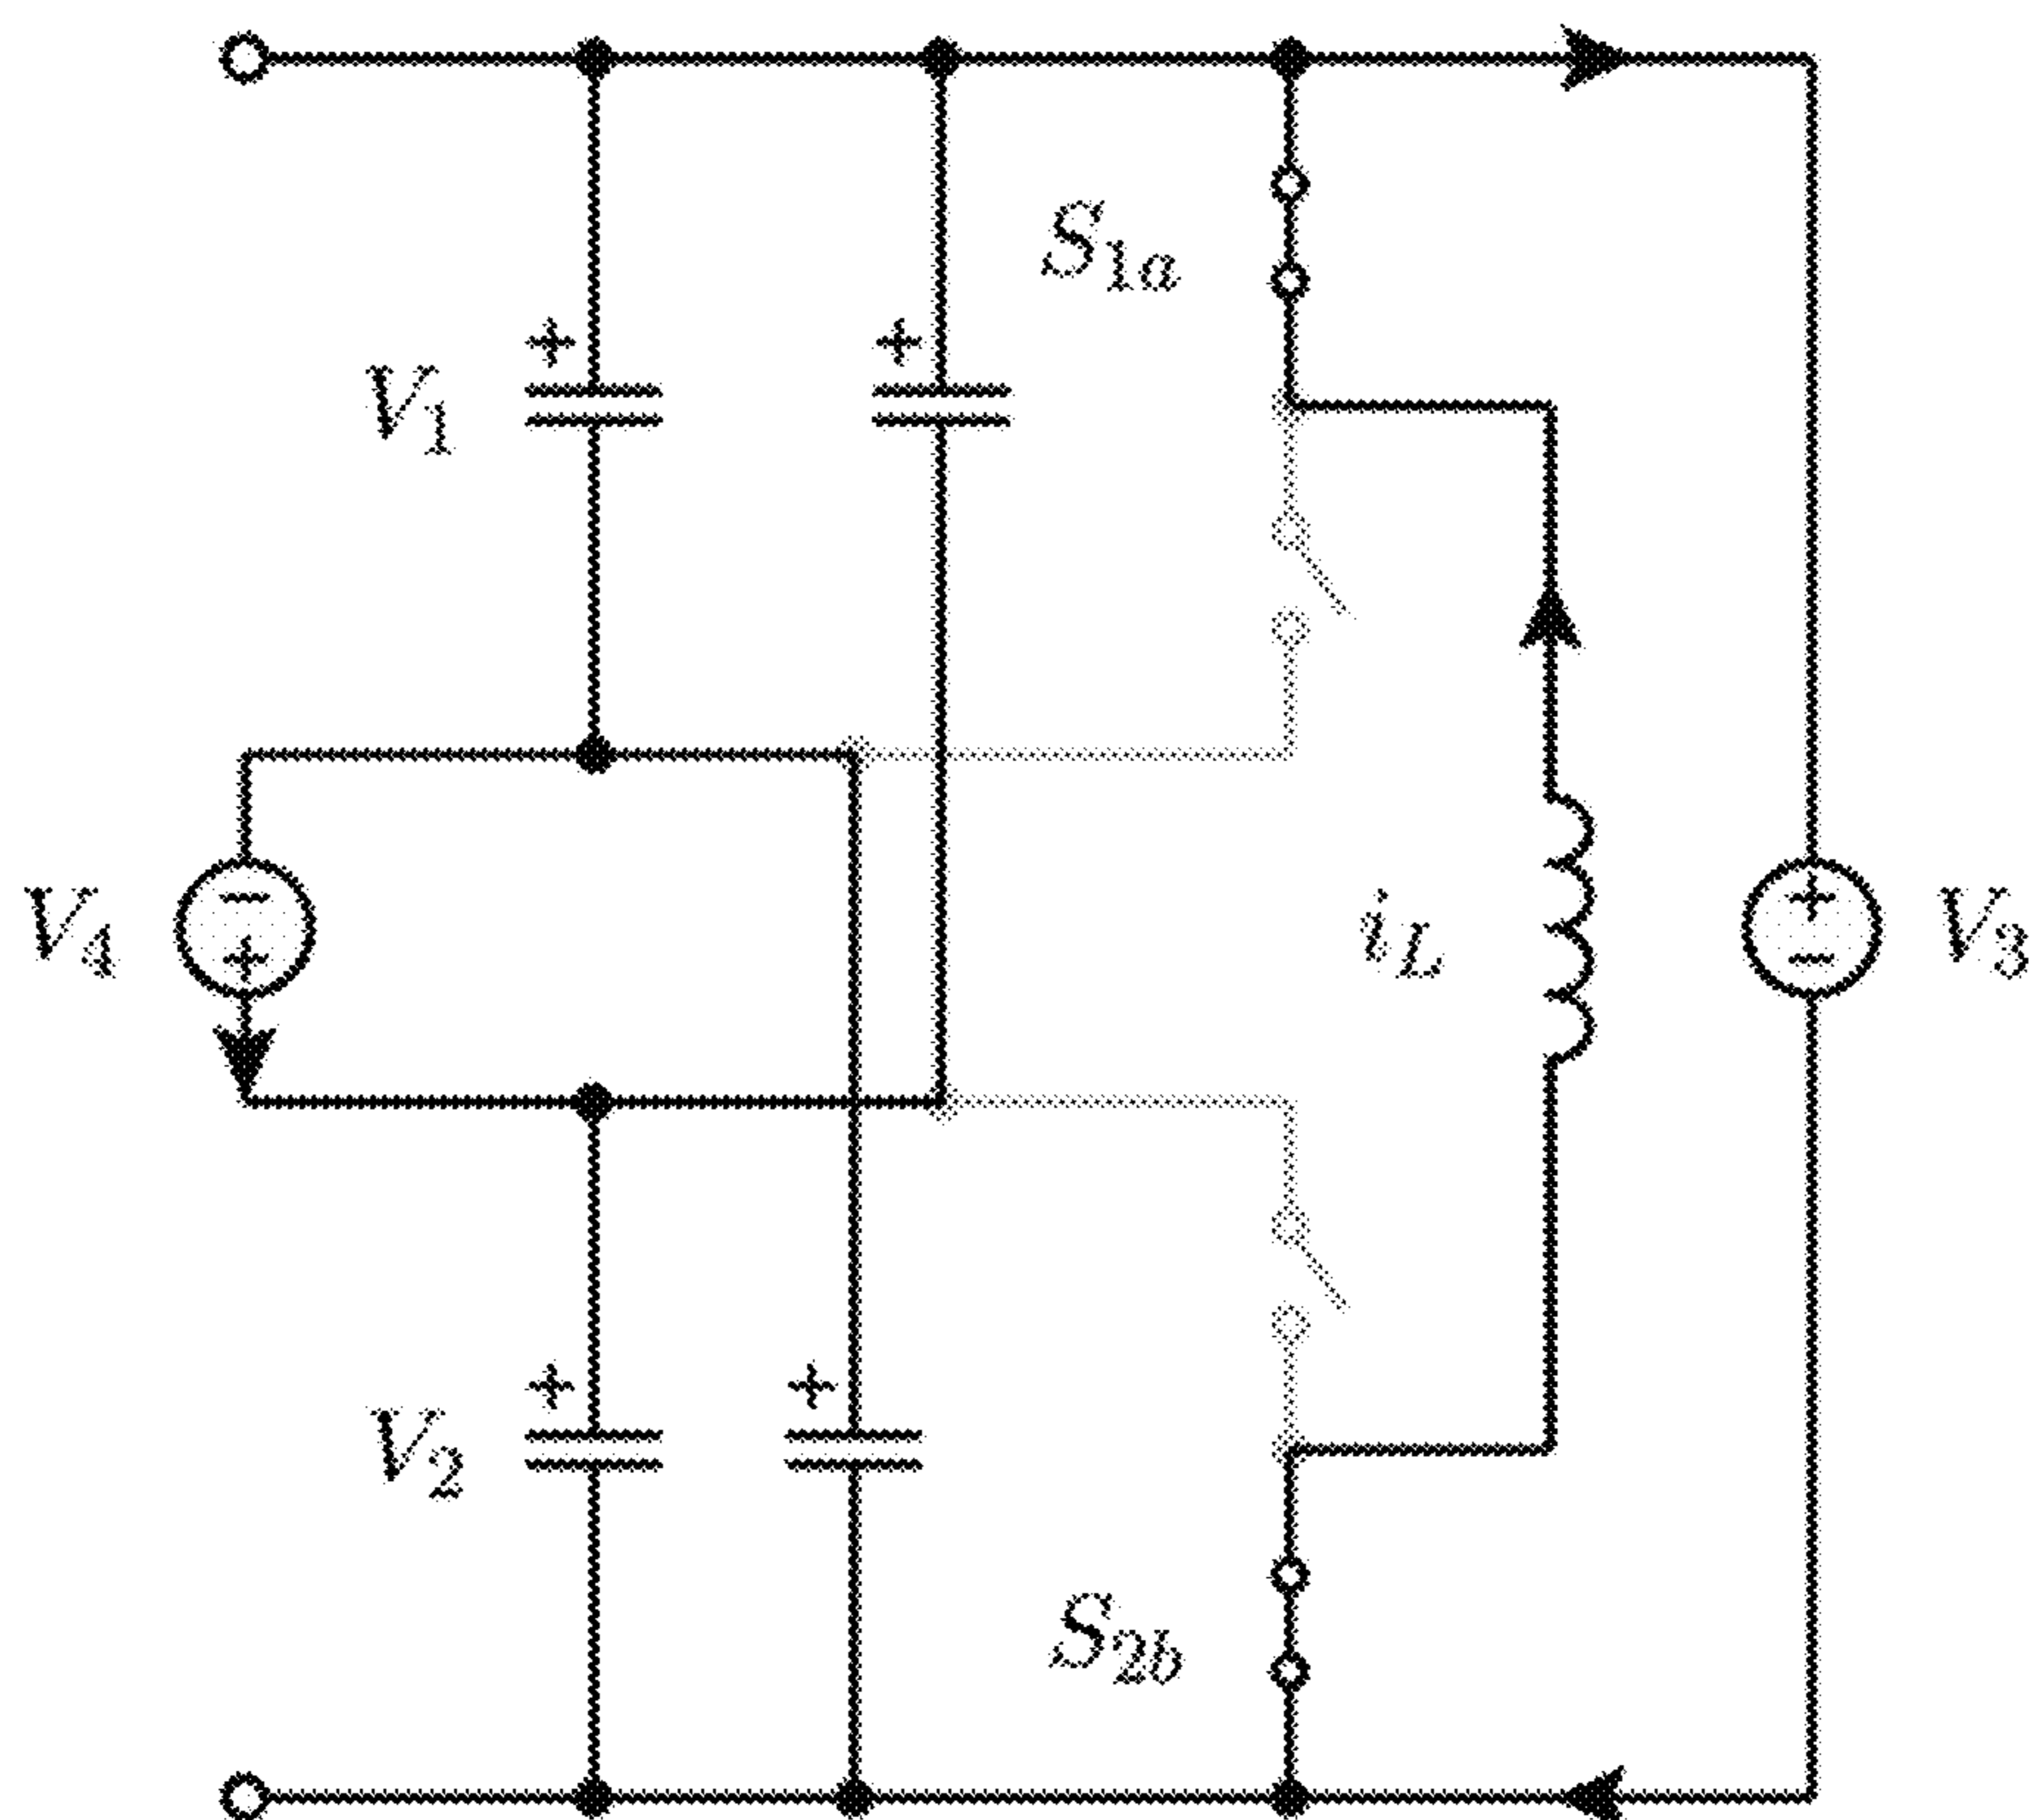 S1a
+
+
V1
V4
−
+
iL
+
−
V3
+
+
V2
S2b